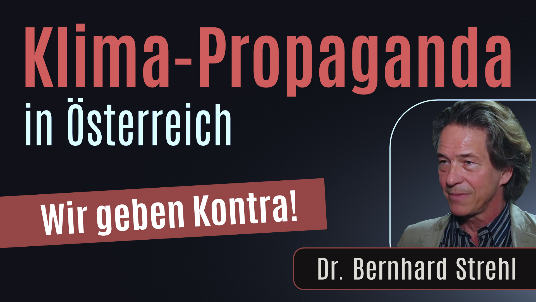 Klima-Propaganda
in Österreich
Wir geben Kontra!
Dr. Bernhard Strehl